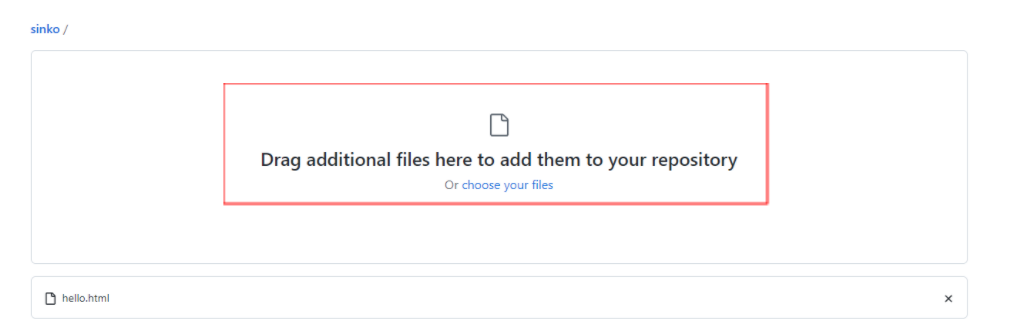 sinko /
Drag additional files here to add them to your repository
Or choose your files
hello.html